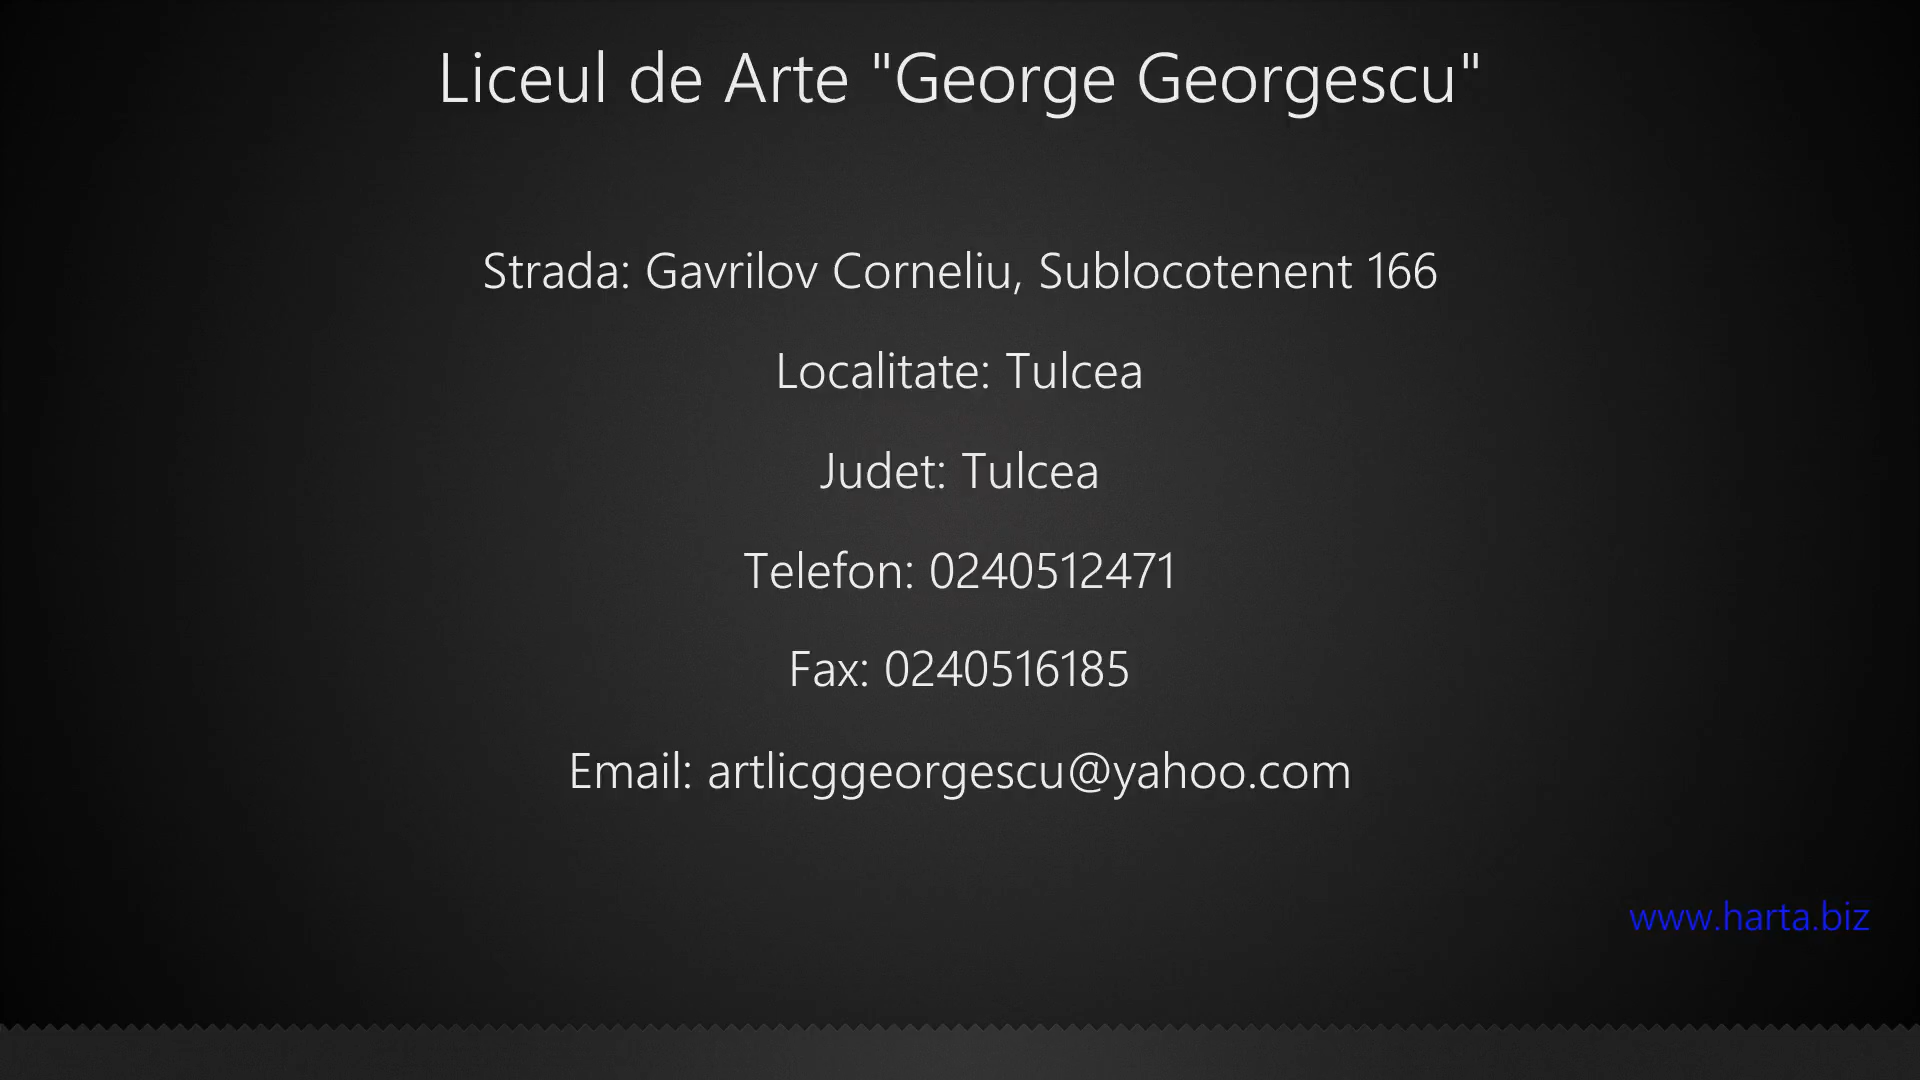 Liceul de Arte "George Georgescu"
Strada: Gavrilov Corneliu, Sublocotenent 166
Localitate: Tulcea
Judet: Tulcea
Telefon: 0240512471
Fax: 0240516185
Email: artlicggeorgescu@yahoo.com
www.harta.biz